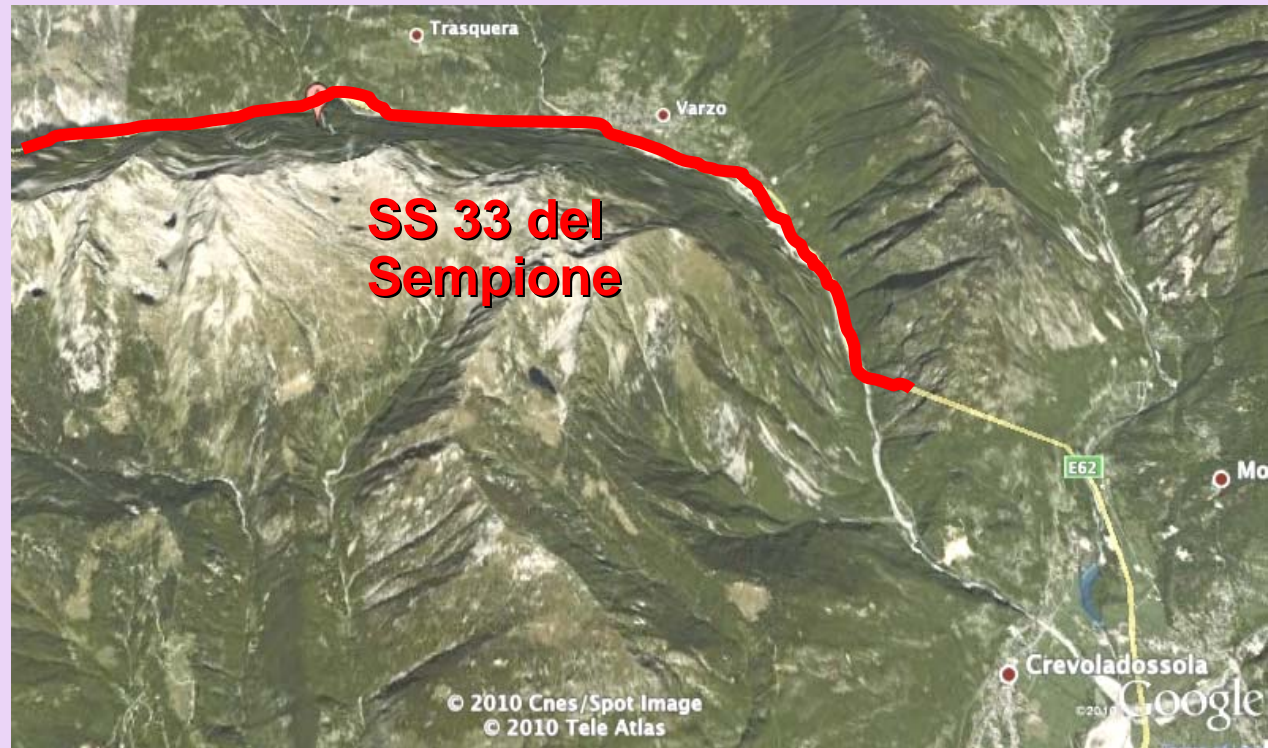 Trasquera
Varzo
SS 33 del
Sempione
E62
Mo
Crevoladossola
© 2010 Cnes/Spot Image
© 2010 Tele Atlas
Google